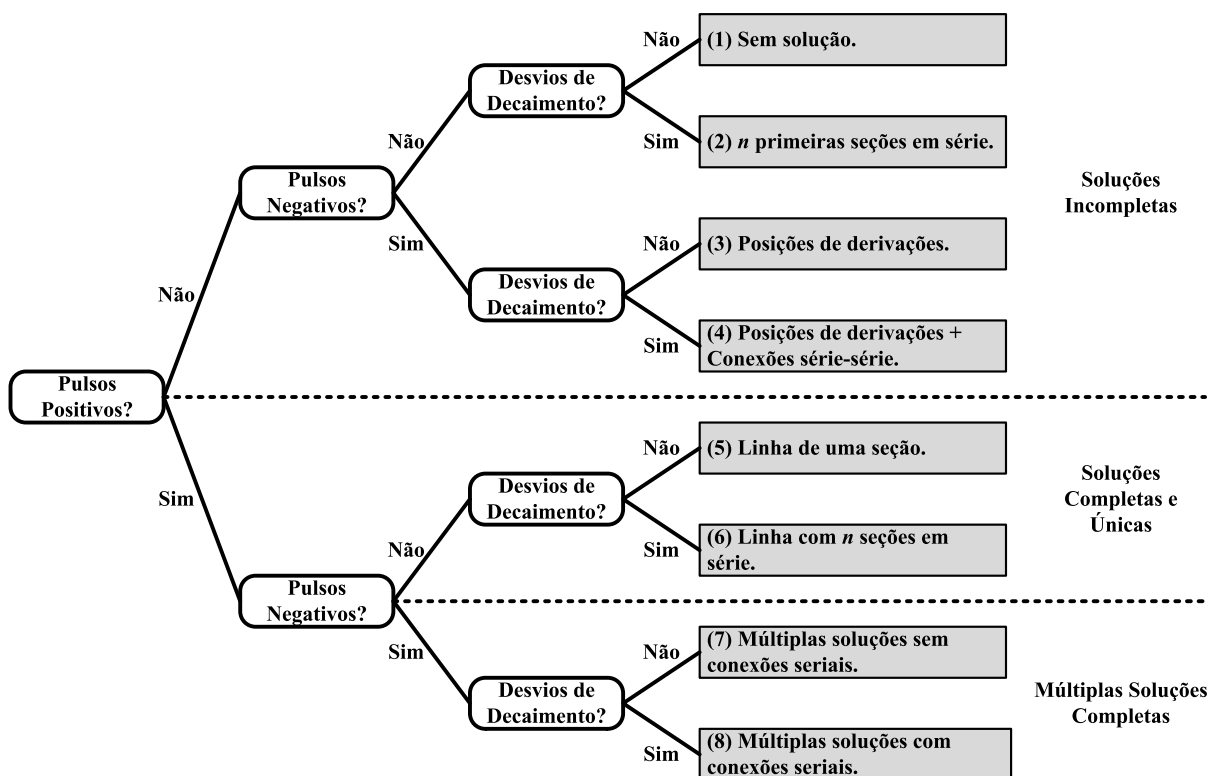 Não
(1) Sem solução.
Desvios de
Decaimento?
Não
Sim
(2) n primeiras seções em série.
Pulsos
Negativos?
Soluções
Incompletas
Sim
Não
(3) Posições de derivações.
Desvios de
Decaimento?
Não
Sim
(4) Posições de derivações +
Conexões série-série.
Pulsos
Positivos?
Não
(5) Linha de uma seção.
Desvios de
Decaimento?
Soluções
Completas e
Únicas
Sim
Não
Sim
(6) Linha com n seções em
série.
Pulsos
Negativos?
Sim
Não
(7) Múltiplas soluções sem
conexões seriais.
Desvios de
Decaimento?
Múltiplas Soluções
Completas
Sim
(8) Múltiplas soluções com
conexões seriais.